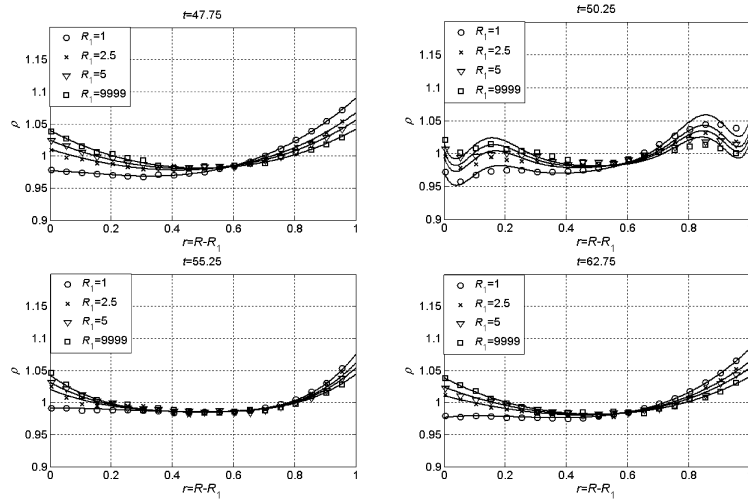 t=47.75
R1=1
R1=2.5
R1=5
R1=9999
1.15
1.1
1.05
1
0.95
0.9
ρ
0 0.2 0.4 0.6 0.8 1
r=R-R1
t=50.25
R1=1
R1=2.5
R1=5
R1=9999
1.15
1.1
1.05
1
0.95
0.9
ρ
0 0.2 0.4 0.6 0.8
r=R-R1
t=55.25
R1=1
R1=2.5
R1=5
R1=9999
1.15
1.1
1.05
1
0.95
0.9
ρ
0 0.2 0.4 0.6 0.8 1
r=R-R1
t=62.75
R1=1
R1=2.5
R1=5
R1=9999
1.15
1.1
1.05
1
0.95
0.9
ρ
0 0.2 0.4 0.6 0.8
r=R-R1